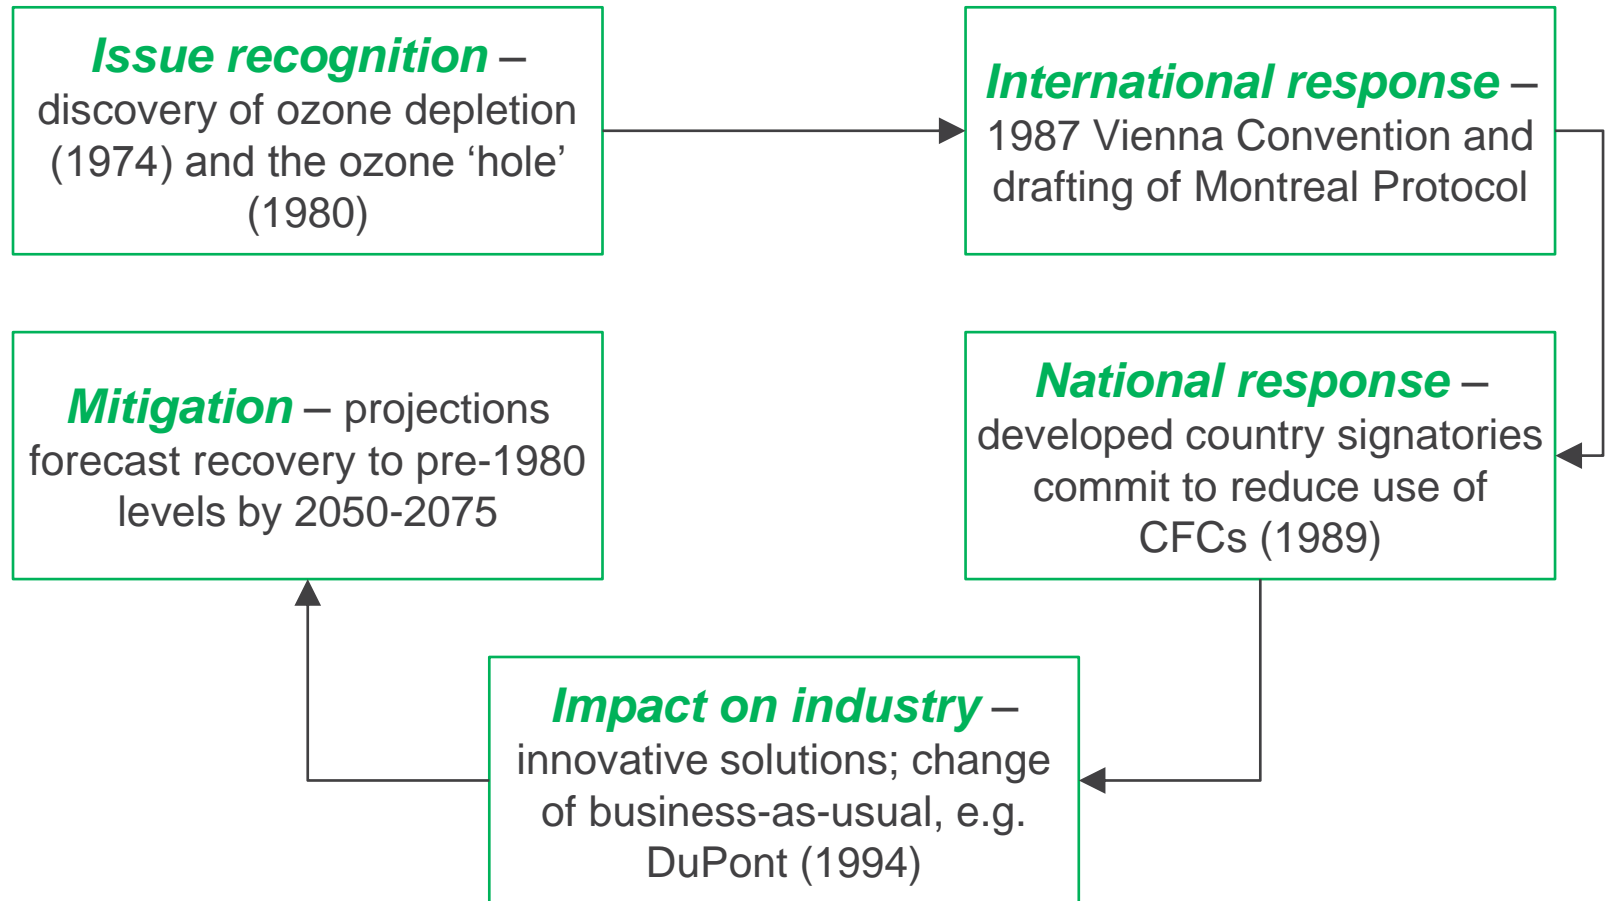 Issue recognition –
discovery of ozone depletion
(1974) and the ozone ‘hole’
(1980)
International response –
1987 Vienna Convention and
drafting of Montreal Protocol
National response –
developed country signatories
commit to reduce use of
CFCs (1989)
Impact on industry –
innovative solutions; change
of business-as-usual, e.g.
DuPont (1994)
Mitigation – projections
forecast recovery to pre-1980
levels by 2050-2075